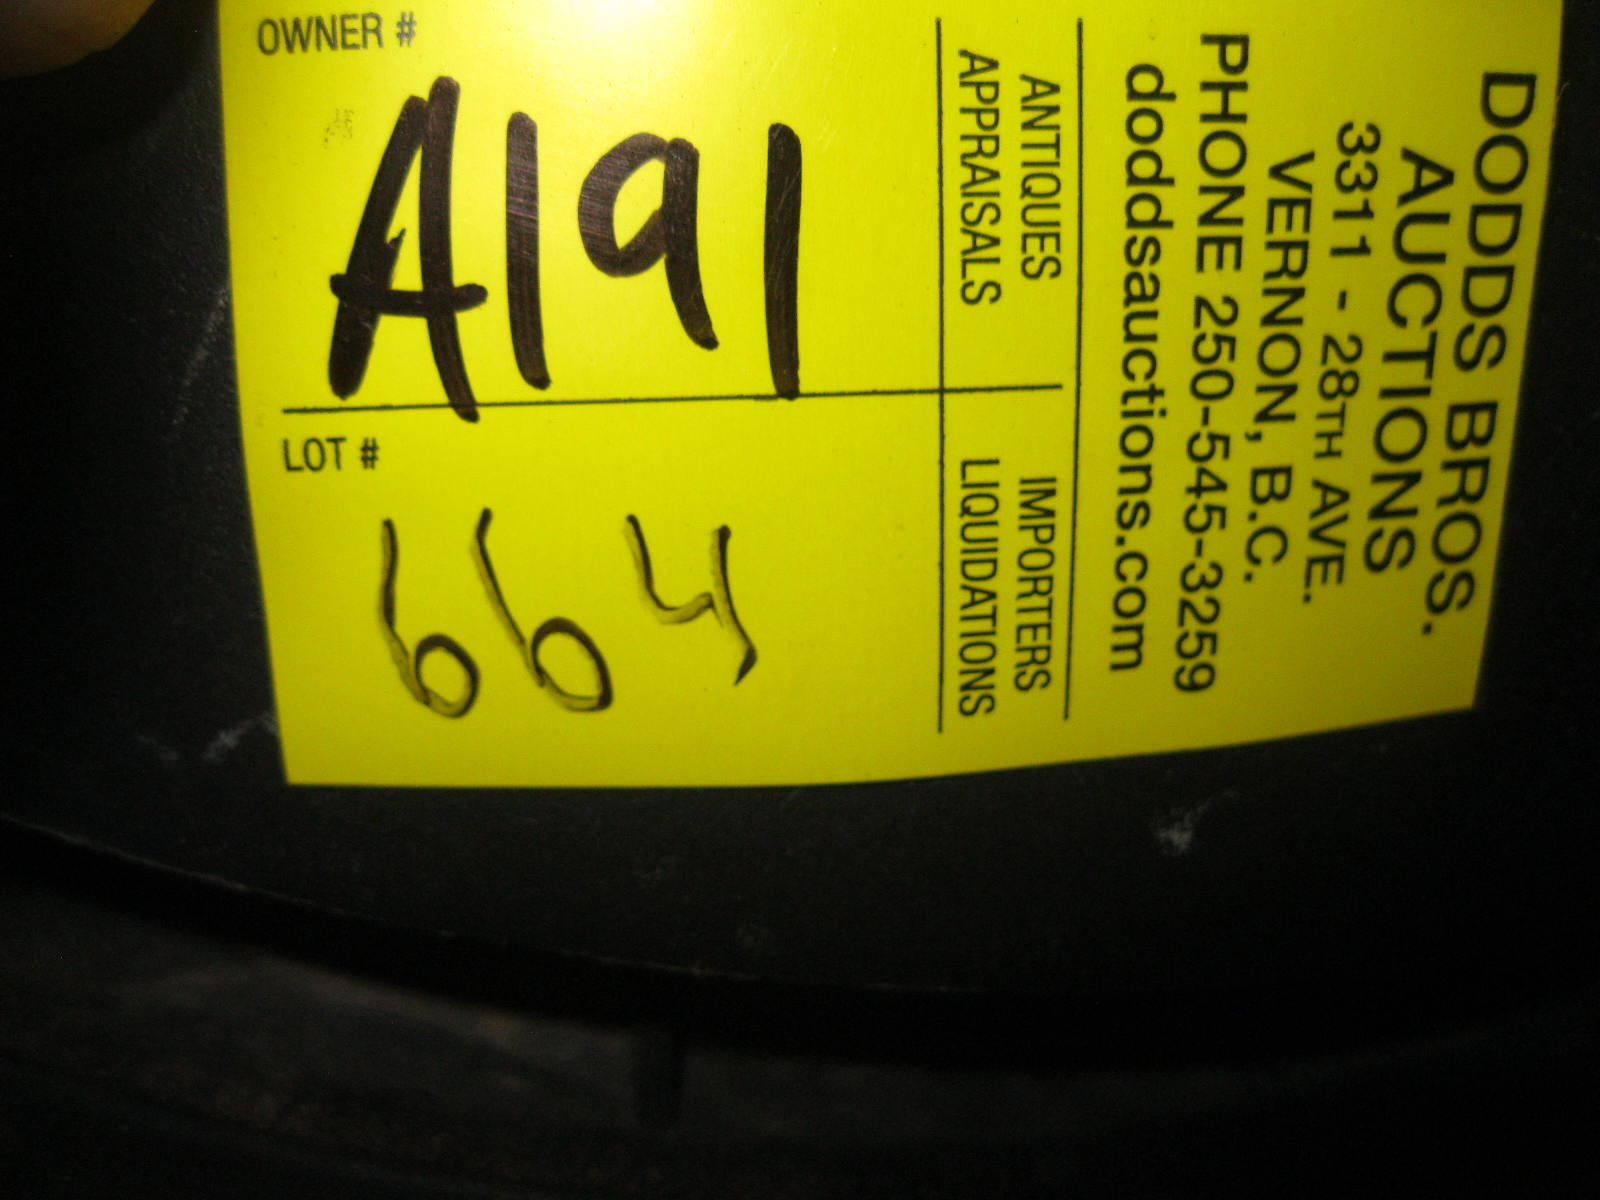 OWNER #
A191
LOT #
664
DODDS BROS.
AUCTIONS
3311 - 28TH AVE.
VERNON, B.C.
PHONE 250-545-3259
doddsauctions.com
ANTIQUES
APPRAISALS
IMPORTERS
LIQUIDATIONS